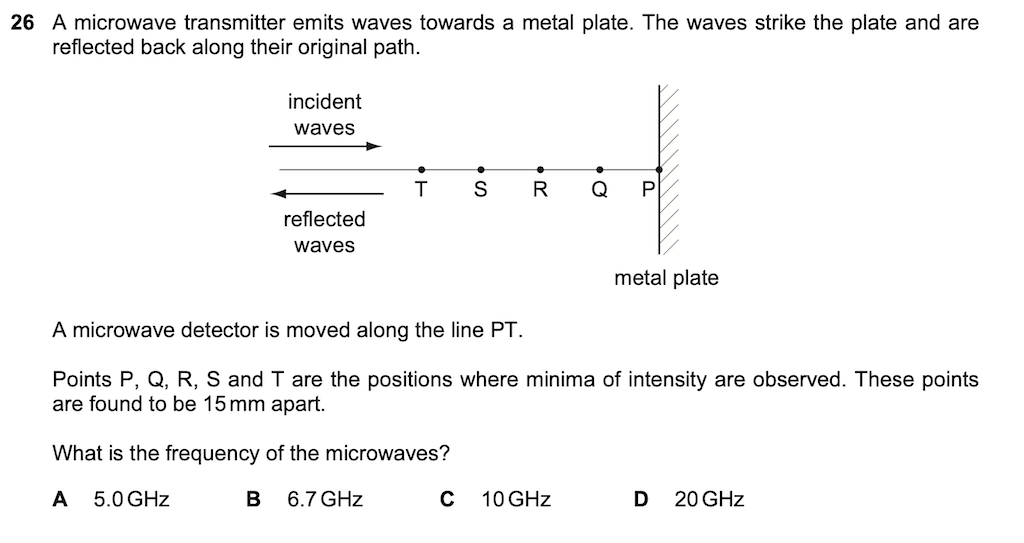 26 A microwave transmitter emits waves towards a metal plate. The waves strike the plate and are
reflected back along their original path.
incident
waves
T S R Q P
reflected
waves
metal plate
A microwave detector is moved along the line PT.
Points P, Q, R, S and T are the positions where minima of intensity are observed. These points
are found to be 15 mm apart.
What is the frequency of the microwaves?
A 5.0 GHz B 6.7 GHz C 10 GHz D 20 GHz